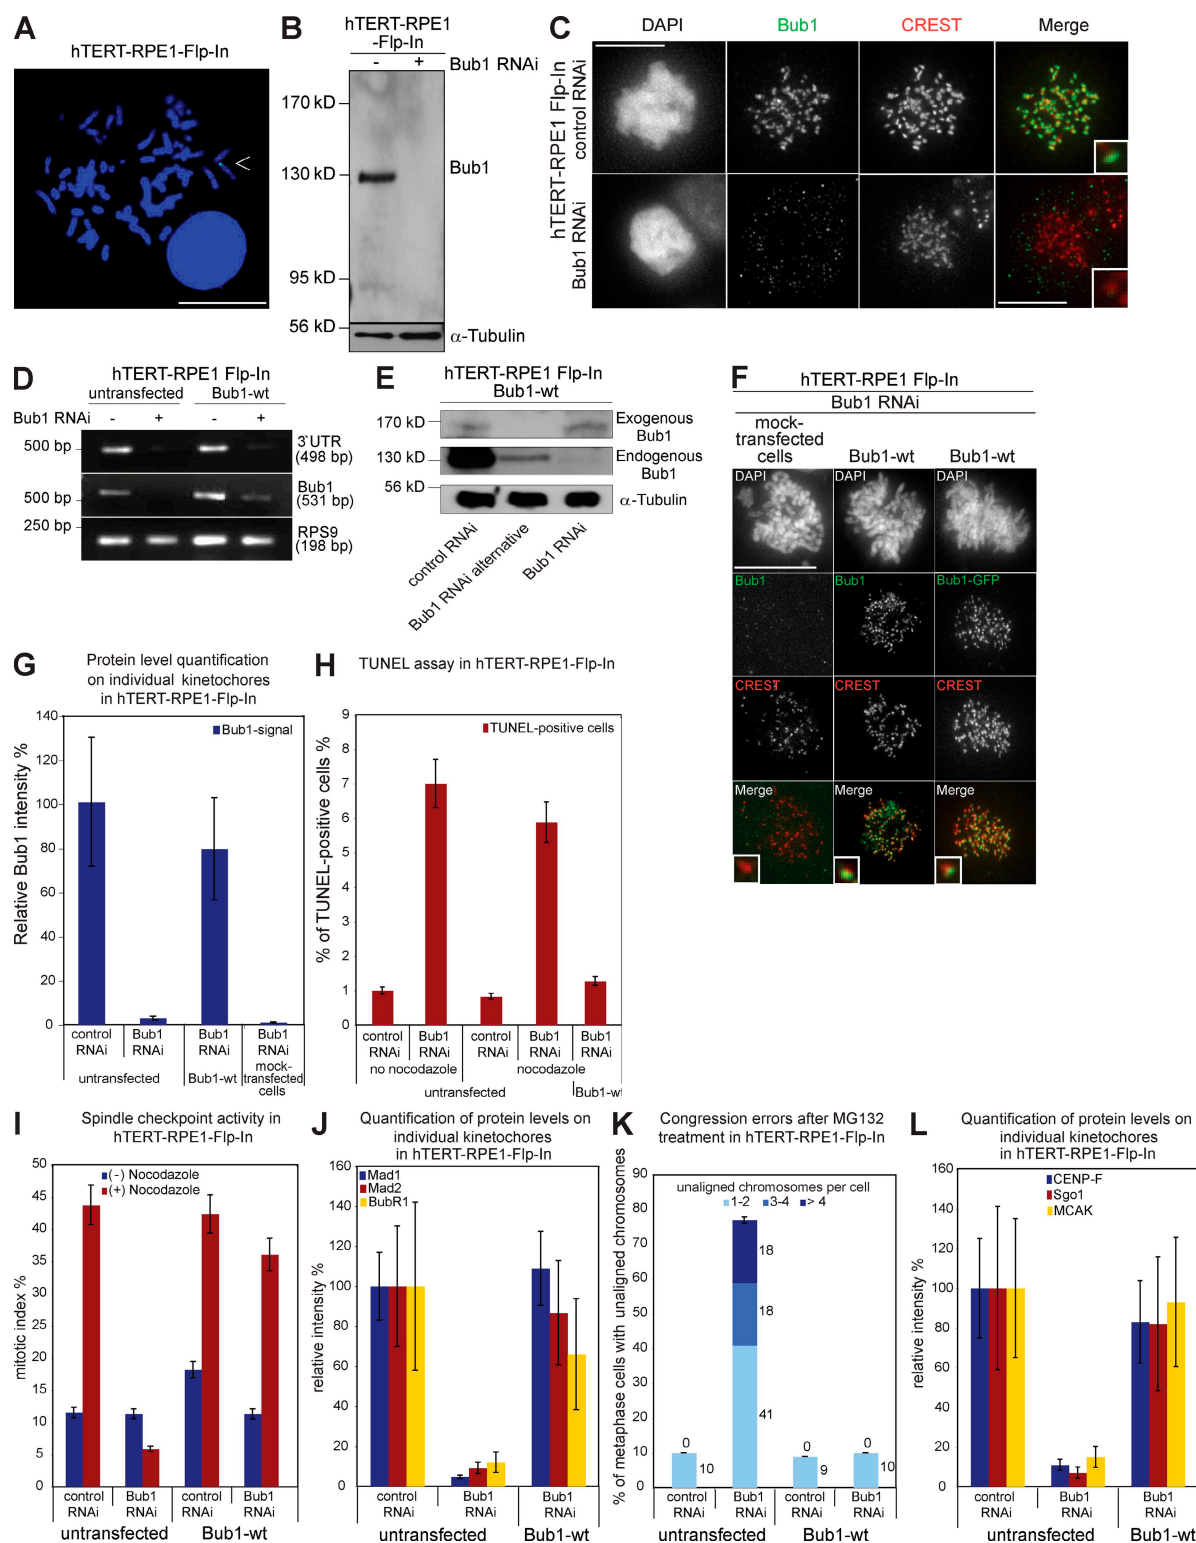 A
hTERT-RPE1-Flp-In
<
B
hTERT-RPE1
-Flp-In
- + Bub1 RNAi
170 kD
130 kD
Bub1
95 kD
56 kD
α-Tubulin
C
DAPI Bub1 CREST Merge
hTERT-RPE1 Flp-In
control RNAi
Bub1 RNAi
D
hTERT-RPE1 Flp-In
untransfected Bub1-wt
Bub1 RNAi - + - +
500 bp
3`UTR
(498 bp)
500 bp
Bub1
(531 bp)
250 bp
RPS9
(198 bp)
E
hTERT-RPE1 Flp-In
Bub1-wt
170 kD
Exogenous
Bub1
130 kD
Endogenous
Bub1
56 kD
α-Tubulin
control RNAi
Bub1 RNAi alternative
Bub1 RNAi
F
hTERT-RPE1 Flp-In
Bub1 RNAi
mock-
transfected
cells
Bub1-wt Bub1-wt
DAPI DAPI DAPI
Bub1 Bub1 Bub1-GFP
CREST CREST CREST
Merge Merge Merge
G
Protein level quantification
on individual kinetochores
in hTERT-RPE1-Flp-In
Relative Bub1 intensity %
140
120
100
80
60
40
20
0
Bub1-signal
control RNAi
Bub1 RNAi
Bub1 RNAi
Bub1 RNAi
untransfected
Bub1-wt
mock-
transfected
cells
H
TUNEL assay in hTERT-RPE1-Flp-In
% of TUNEL-positive cells %
9
8
7
6
5
4
3
2
1
0
TUNEL-positive cells
control RNAi
Bub1 RNAi
control RNAi
Bub1 RNAi
Bub1 RNAi
no nocodazole nocodazole
untransfected Bub1-wt
I
Spindle checkpoint activity in
hTERT-RPE1-Flp-In
mitotic index %
50
45
40
35
30
25
20
15
10
5
0
(-) Nocodazole
(+) Nocodazole
control RNAi
Bub1 RNAi
control RNAi
Bub1 RNAi
untransfected Bub1-wt
J
Quantification of protein levels on
individual kinetochores
in hTERT-RPE1-Flp-In
relative intensity %
160
140
120
100
80
60
40
20
0
Mad1
Mad2
BubR1
control RNAi
Bub1 RNAi
Bub1 RNAi
untransfected Bub1-wt
K
Congression errors after MG132
treatment in hTERT-RPE1-Flp-In
% of metaphase cells with unaligned chromosomes
90
80
70
60
50
40
30
20
10
0
unaligned chromosomes per cell
1-2 3-4 > 4
0
10
18
18
41
0
9
0
10
control RNAi
Bub1 RNAi
control RNAi
Bub1 RNAi
untransfected Bub1-wt
L
Quantification of protein levels on
individual kinetochores
in hTERT-RPE1-Flp-In
relative intensity %
160
140
120
100
80
60
40
20
0
CENP-F
Sgo1
MCAK
control RNAi
Bub1 RNAi
Bub1 RNAi
untransfected Bub1-wt